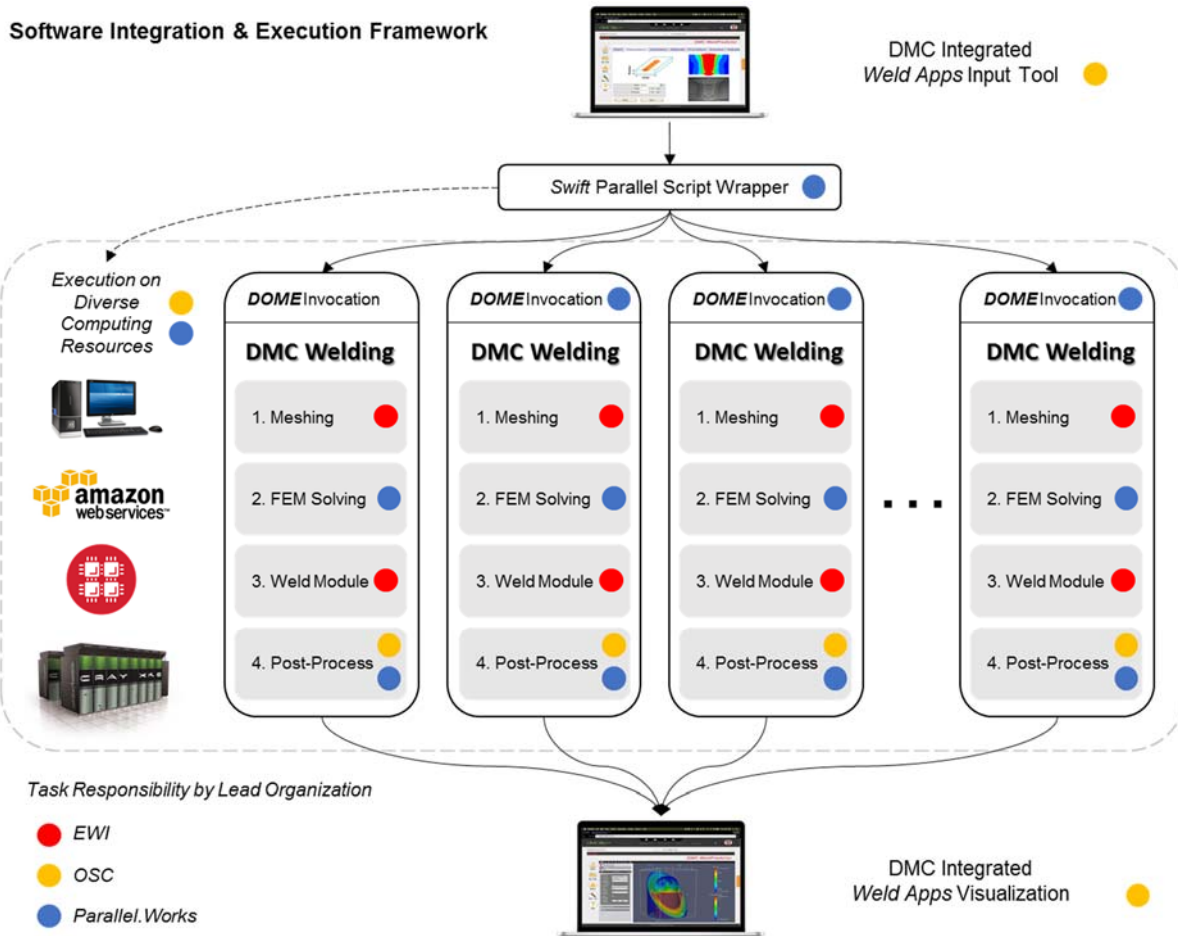 Software Integration & Execution Framework
DMC Integrated
Weld Apps Input Tool
Swift Parallel Script Wrapper
Execution on
Diverse
Computing
Resources
DOME Invocation
DMC Welding
1. Meshing
2. FEM Solving
3. Weld Module
4. Post-Process
DOME Invocation
DMC Welding
1. Meshing
2. FEM Solving
3. Weld Module
4. Post-Process
DOME Invocation
DMC Welding
1. Meshing
2. FEM Solving
3. Weld Module
4. Post-Process
. . .
DOME Invocation
DMC Welding
1. Meshing
2. FEM Solving
3. Weld Module
4. Post-Process
amazon
webservices™
CRAY XK6
Task Responsibility by Lead Organization
EWI
OSC
Parallel.Works
DMC Integrated
Weld Apps Visualization